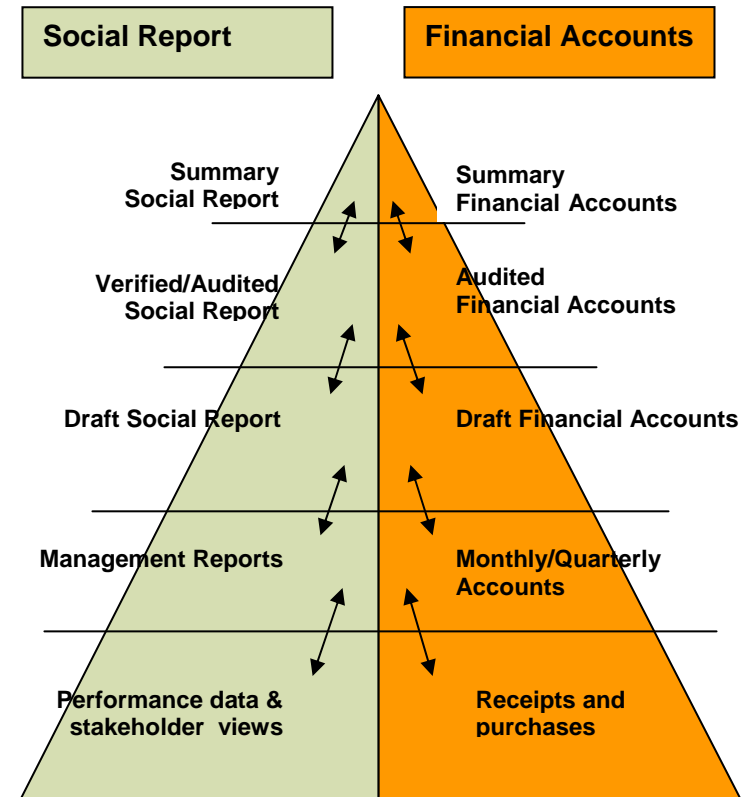 Social Report
Financial Accounts
Summary
Social Report
Summary
Financial Accounts
Verified/Audited
Social Report
Audited
Financial Accounts
Draft Social Report
Draft Financial Accounts
Management Reports
Monthly/Quarterly
Accounts
Performance data &
stakeholder views
Receipts and
purchases